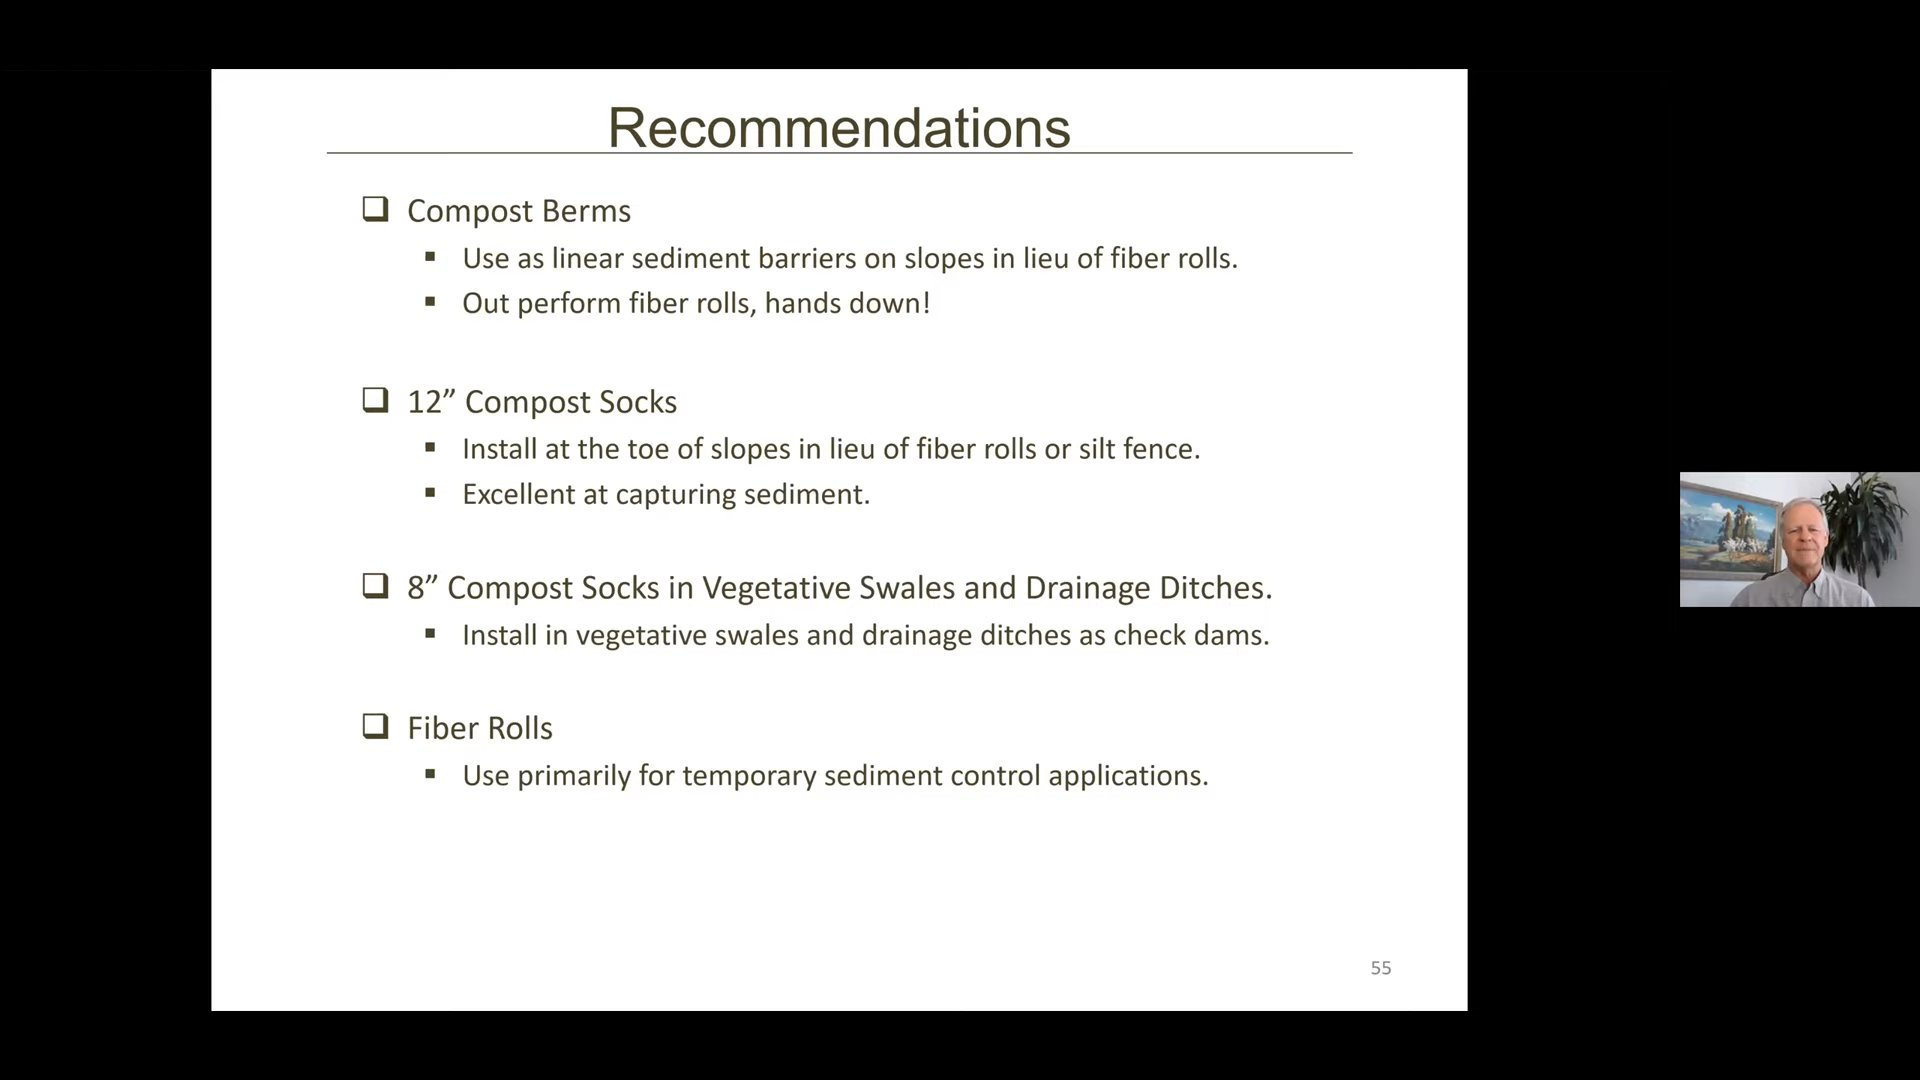 Recommendations
Compost Berms
Use as linear sediment barriers on slopes in lieu of fiber rolls.
Out perform fiber rolls, hands down!
12” Compost Socks
Install at the toe of slopes in lieu of fiber rolls or silt fence.
Excellent at capturing sediment.
8” Compost Socks in Vegetative Swales and Drainage Ditches.
Install in vegetative swales and drainage ditches as check dams.
Fiber Rolls
Use primarily for temporary sediment control applications.
55